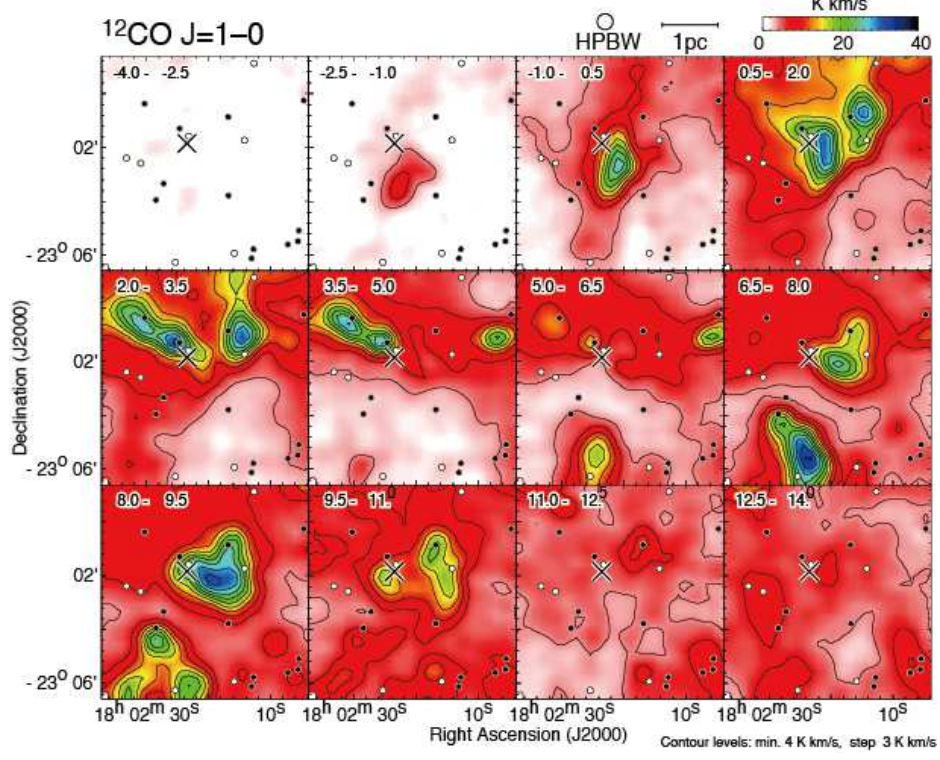 ¹²CO J=1–0
HPBW
1pc
K km/s
0 20 40
-4.0 - -2.5
-2.5 - -1.0
-1.0 - 0.5
0.5 - 2.0
02'
- 23° 06'
2.0 - 3.5
3.5 - 5.0
5.0 - 6.5
6.5 - 8.0
02'
- 23° 06'
Declination (J2000)
8.0 - 9.5
9.5 - 11.0
11.0 - 12.5
12.5 - 14.0
02'
- 23° 06'
18ʰ 02ᵐ 30ˢ 10ˢ
18ʰ 02ᵐ 30ˢ 10ˢ
18ʰ 02ᵐ 30ˢ 10ˢ
18ʰ 02ᵐ 30ˢ 10ˢ
Right Ascension (J2000)
Contour levels: min. 4 K km/s, step 3 K km/s